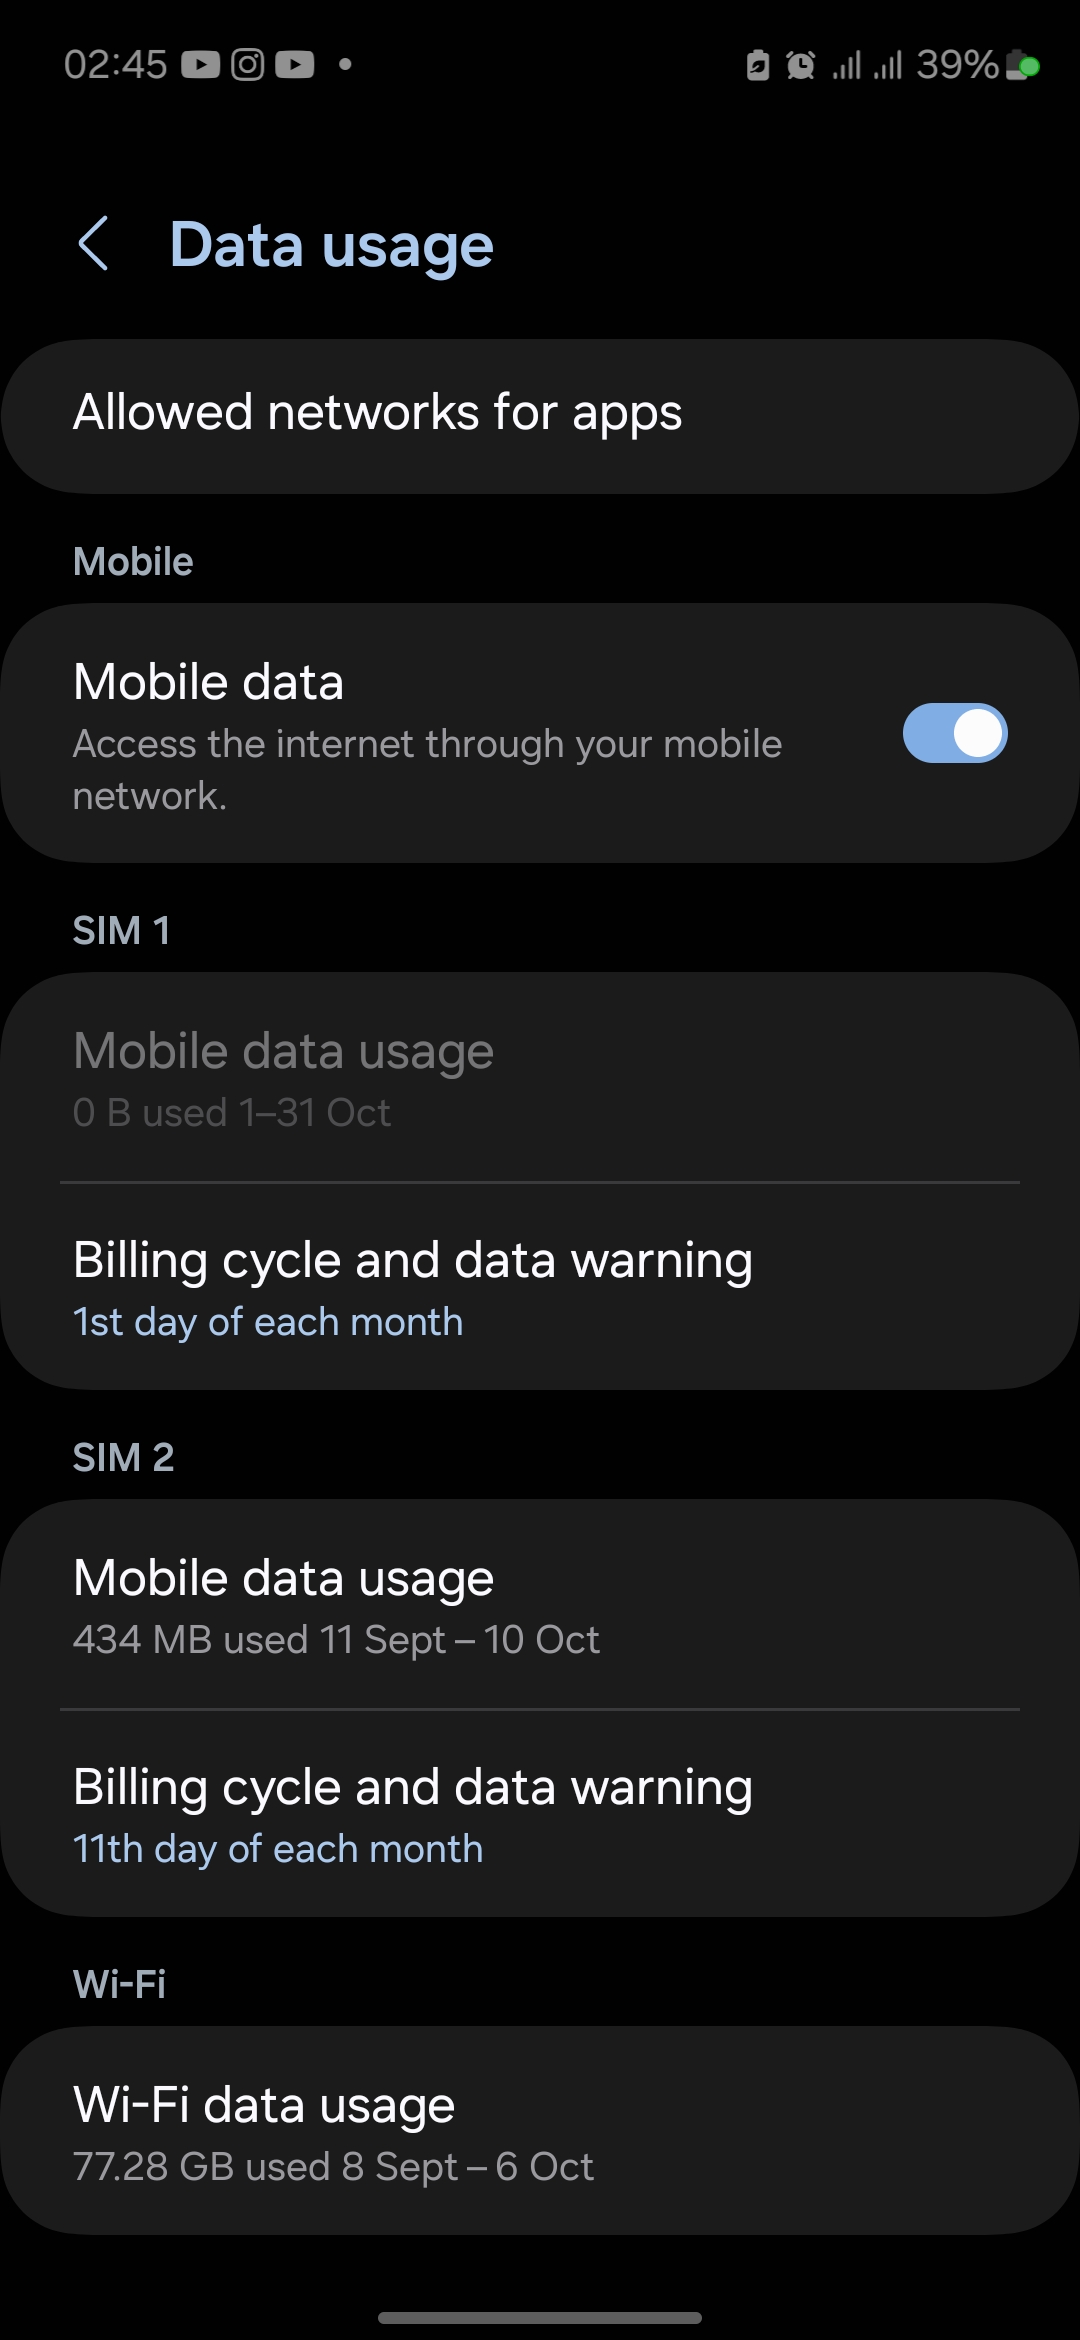 02:45
39%
Data usage
Allowed networks for apps
Mobile
Mobile data
Access the internet through your mobile
network.
SIM 1
Mobile data usage
0 B used 1–31 Oct
Billing cycle and data warning
1st day of each month
SIM 2
Mobile data usage
434 MB used 11 Sept – 10 Oct
Billing cycle and data warning
11th day of each month
Wi-Fi
Wi-Fi data usage
77.28 GB used 8 Sept – 6 Oct